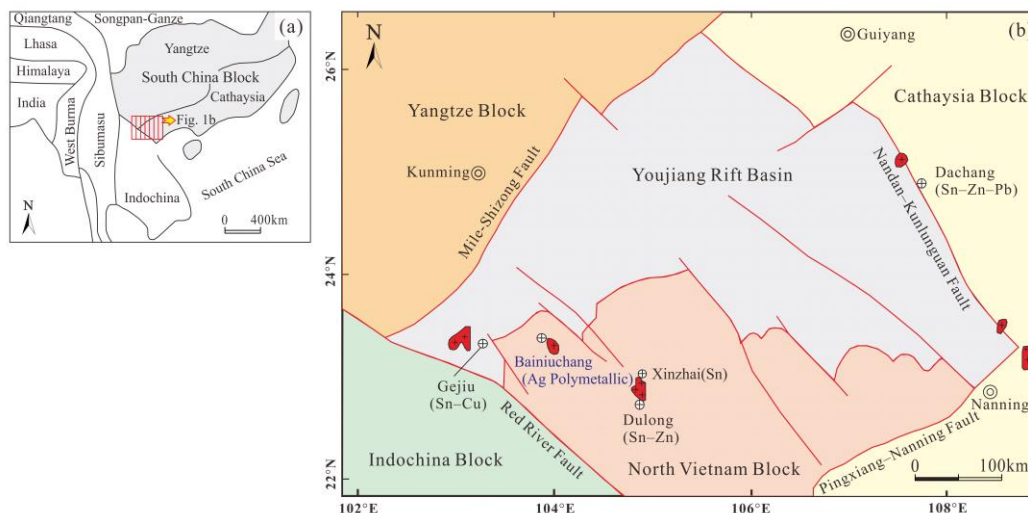 (a)
Qiangtang
Songpan-Ganze
Lhasa
Yangtze
Himalaya
South China Block
India
Cathaysia
West Burma
Sibumasu
Fig. 1b
Indochina
South China Sea
N
0 400km
(b)
N
26°N
24°N
22°N
Guiyang
Yangtze Block
Cathaysia Block
Kunming
Mile-Shizong Fault
Youjiang Rift Basin
Nandan–Kunlunguan Fault
Dachang
(Sn–Zn–Pb)
Bainiuchang
(Ag Polymetallic)
Xinzhai(Sn)
Gejiu
(Sn–Cu)
Dulong
(Sn–Zn)
Nanning
Red River Fault
Pingxiang–Nanning Fault
Indochina Block
North Vietnam Block
0 100km
102°E
104°E
106°E
108°E